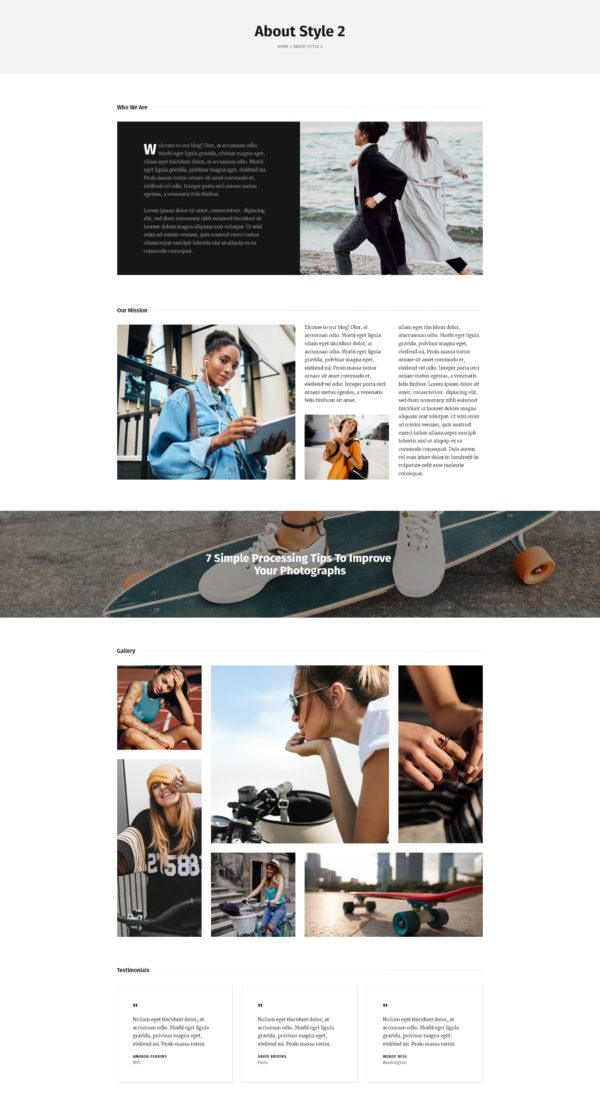 About Style 2
HOME / ABOUT STYLE 2
Who We Are
Welcome to our blog! Olor, at accumsan odio.
Morbi eget ligula gravida, ulvinar magna eget,
ullam eget tincidunt dolor, at accumsan odio. Morbi
eget ligula gravida, pulvinar magna eget, eleifend mi.
Proin massa tortor ornare sit amet commodo et,
eleifend vel odio. Integer porta orci ornare metus
egestas, a venenatis felis finibus.
Lorem ipsum dolor sit amet, consectetuer. dipiscing
elit, sed diam nonummy nibh euismod tincidunt ut
laoreet dolore magna aliquam erat volutpat. Ut wisi
enim ad minim veniam, quis nostrud exerci tation
ullamcorper suscipit lobortis nisl ut aliquip ex ea
commodo consequat.
Our Mission
Elcome to our blog! Olor, at
accumsan odio. Morbi eget ligula
ullam eget tincidunt dolor, at
accumsan odio. Morbi eget ligula
gravida, pulvinar magna eget,
eleifend mi. Proin massa tortor
ornare sit amet commodo et,
eleifend vel odio. Integer porta orci
ornare metus egestas, a venenatis
felis finibusn sit amet.
ullam eget tincidunt dolor,
ataccumsan odio. Morbi eget ligula
gravida, pulvinar magna eget,
eleifend mi. Proin massa tortor
ornare sit amet commodo et,
eleifend vel odio. Integer porta orci
ornare metus egestas, a venenatis
felis finibus. Lorem ipsum dolor sit
amet, consectetuer. dipiscing elit,
sed diam nonummy nibh euismod
tincidunt ut laoreet dolore magna
aliquam erat volutpat. Ut wisi enim
ad minim veniam, quis nostrud
exerci tation ullamcorper suscipit
lobortis nisl ut aliquip ex ea
commodo consequat. Duis autem
vel eum iriure dolor in hendrerit in
vulputate velit esse molestie
consequat.
7 Simple Processing Tips To Improve
Your Photographs
Gallery
2588
Testimonials
" " "
Nullam eget tincidunt dolor, at
accumsan odio. Morbi eget ligula
gravida, pulvinar magna eget,
eleifend mi. Proin massa tortor.
AMANDA PERKINS
NYC
Nullam eget tincidunt dolor, at
accumsan odio. Morbi eget ligula
gravida, pulvinar magna eget,
eleifend mi. Proin massa tortor.
DAVID BROOKS
Paris
Nullam eget tincidunt dolor, at
accumsan odio. Morbi eget ligula
gravida, pulvinar magna eget,
eleifend mi. Proin massa tortor.
WENDY WISE
Washington